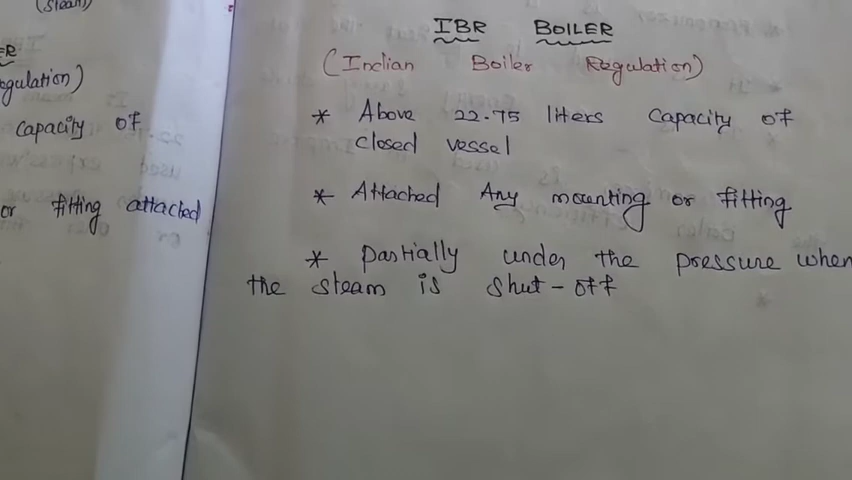 (Steam)
ER
egulation)
capacity of
or fitting attached
IBR BOILER
(Indian Boiler Regulation)
* Above 22.75 liters capacity of
closed vessel
* Attached Any mounting or fitting
* partially under the pressure when
the steam is shut-off